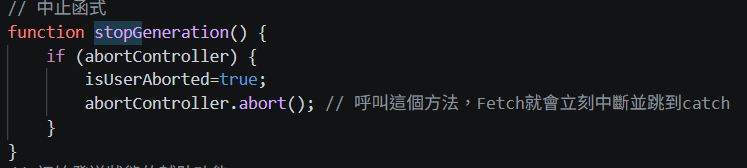 // 中止函式
function stopGeneration() {
    if (abortController) {
        isUserAborted=true;
        abortController.abort(); // 呼叫這個方法，Fetch就會立刻中斷並跳到catch
    }
}